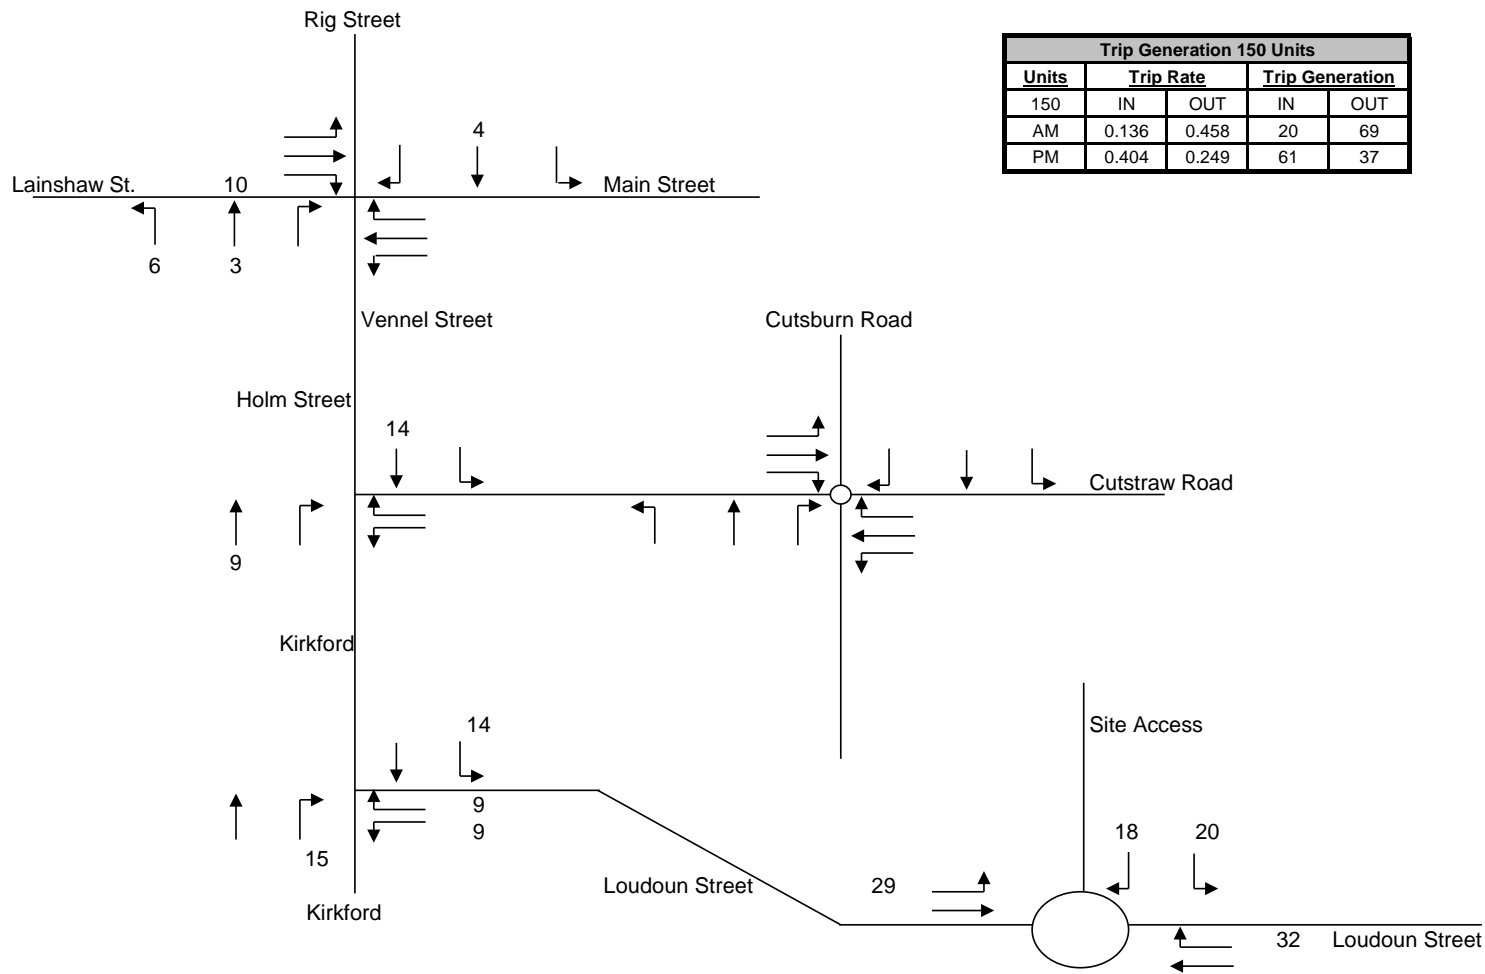 Rig Street
Trip Generation 150 Units
Units Trip Rate Trip Generation
150 IN OUT IN OUT
AM 0.136 0.458 20 69
PM 0.404 0.249 61 37
4
Lainshaw St. 10 Main Street
6 3
Vennel Street Cutsburn Road
Holm Street
14
Cutstraw Road
9
Kirkford
14 Site Access
9
9
15
18 20
Loudoun Street 29
Kirkford
32 Loudoun Street